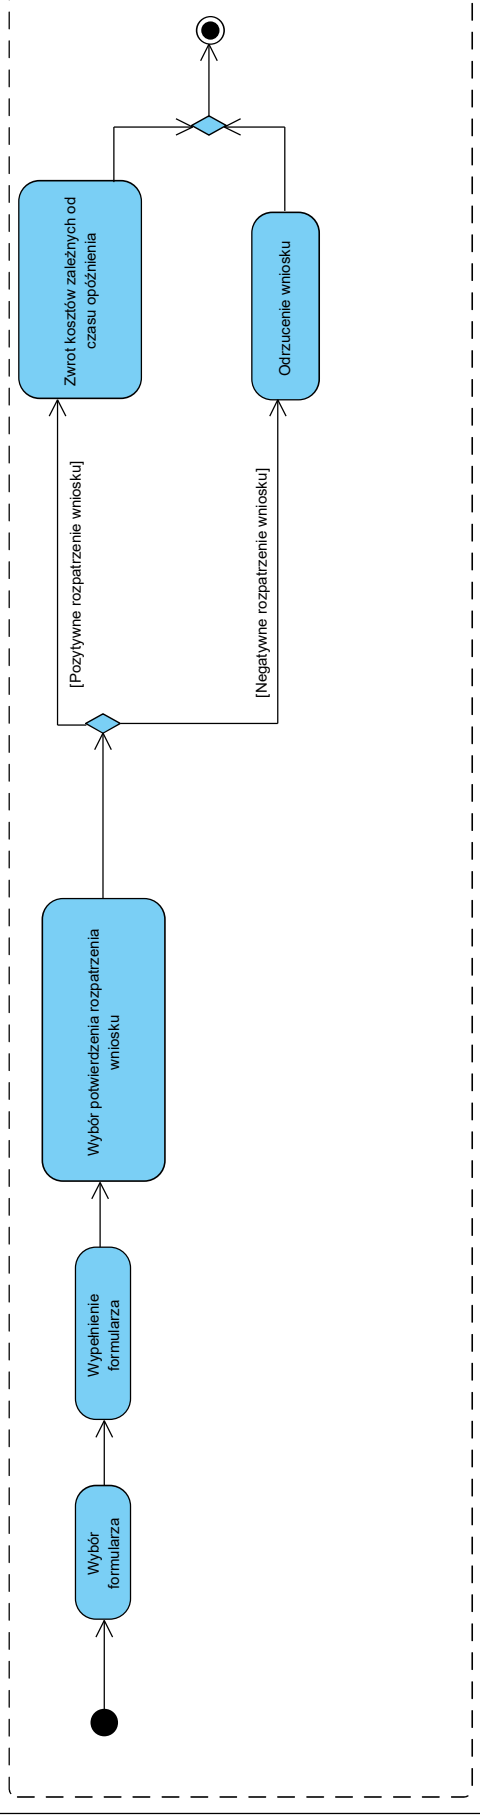 Wybór
formularza
Wypełnienie
formularza
Wybór potwierdzenia rozpatrzenia
wniosku
[Pozytywne rozpatrzenie wniosku]
[Negatywne rozpatrzenie wniosku]
Zwrot kosztów zależnych od
czasu opóźnienia
Odrzucenie wniosku